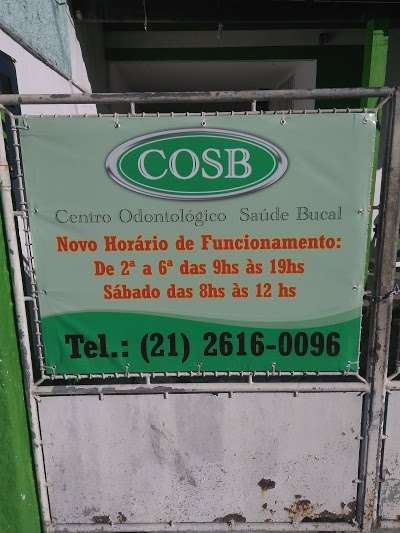 COSB
Centro Odontológico Saúde Bucal
Novo Horário de Funcionamento:
De 2ª a 6ª das 9hs às 19hs
Sábado das 8hs às 12 hs
Tel.: (21) 2616-0096